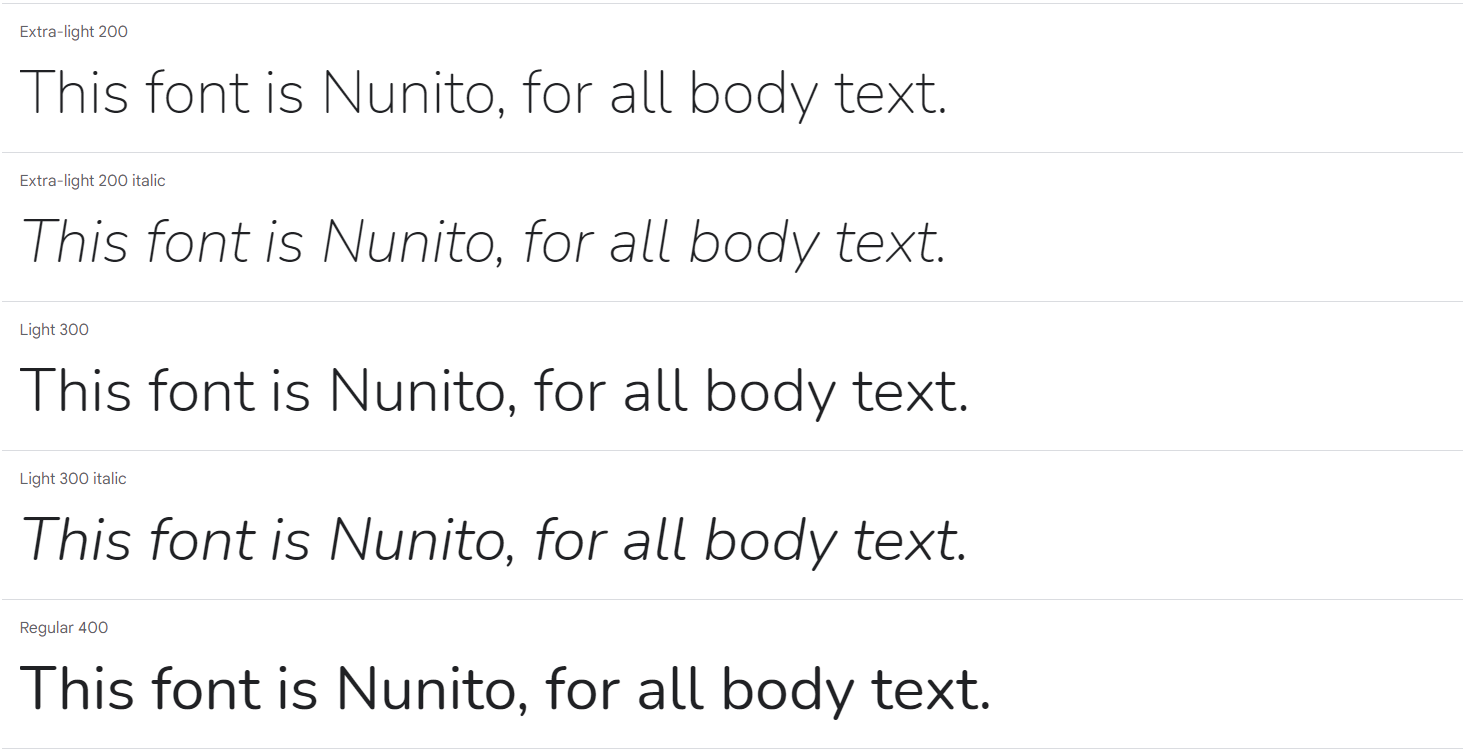 Extra-light 200
This font is Nunito, for all body text.
Extra-light 200 italic
This font is Nunito, for all body text.
Light 300
This font is Nunito, for all body text.
Light 300 italic
This font is Nunito, for all body text.
Regular 400
This font is Nunito, for all body text.